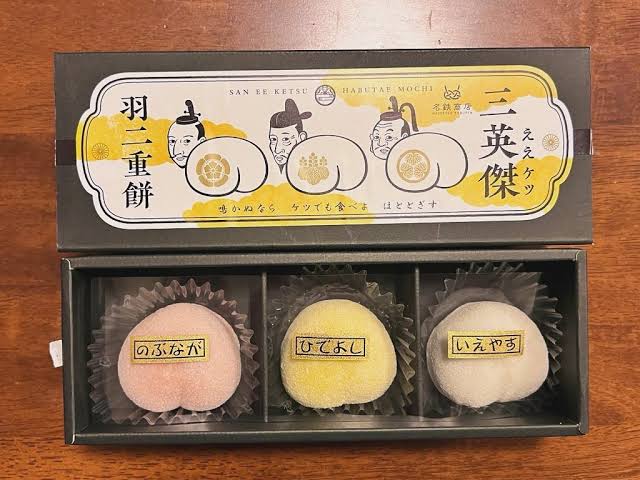 SAN EE KETSU HABUTAE MOCHI
名鉄商店
三英傑
ええケツ
羽二重餅
鳴かぬなら ケツでも食べよ ほととぎす
のぶなが
ひでよし
いえやす